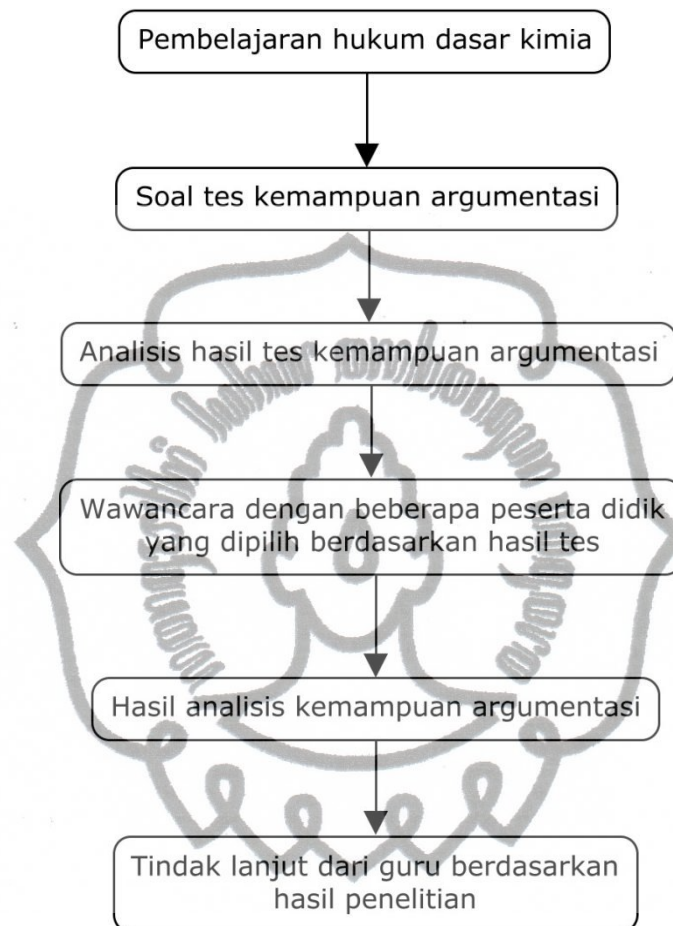 Pembelajaran hukum dasar kimia
Soal tes kemampuan argumentasi
Analisis hasil tes kemampuan argumentasi
Wawancara dengan beberapa peserta didik
yang dipilih berdasarkan hasil tes
Hasil analisis kemampuan argumentasi
Tindak lanjut dari guru berdasarkan
hasil penelitian